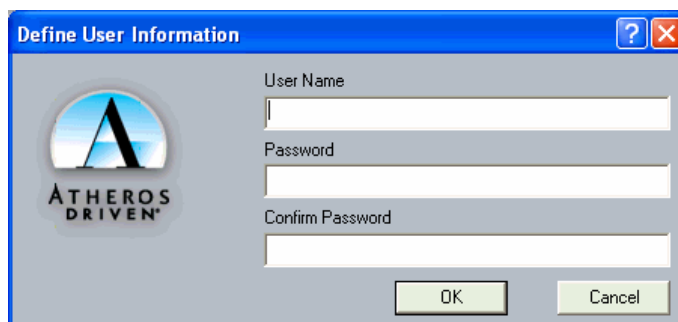 Define User Information
User Name
ATHEROS
DRIVEN
Password
Confirm Password
OK
Cancel